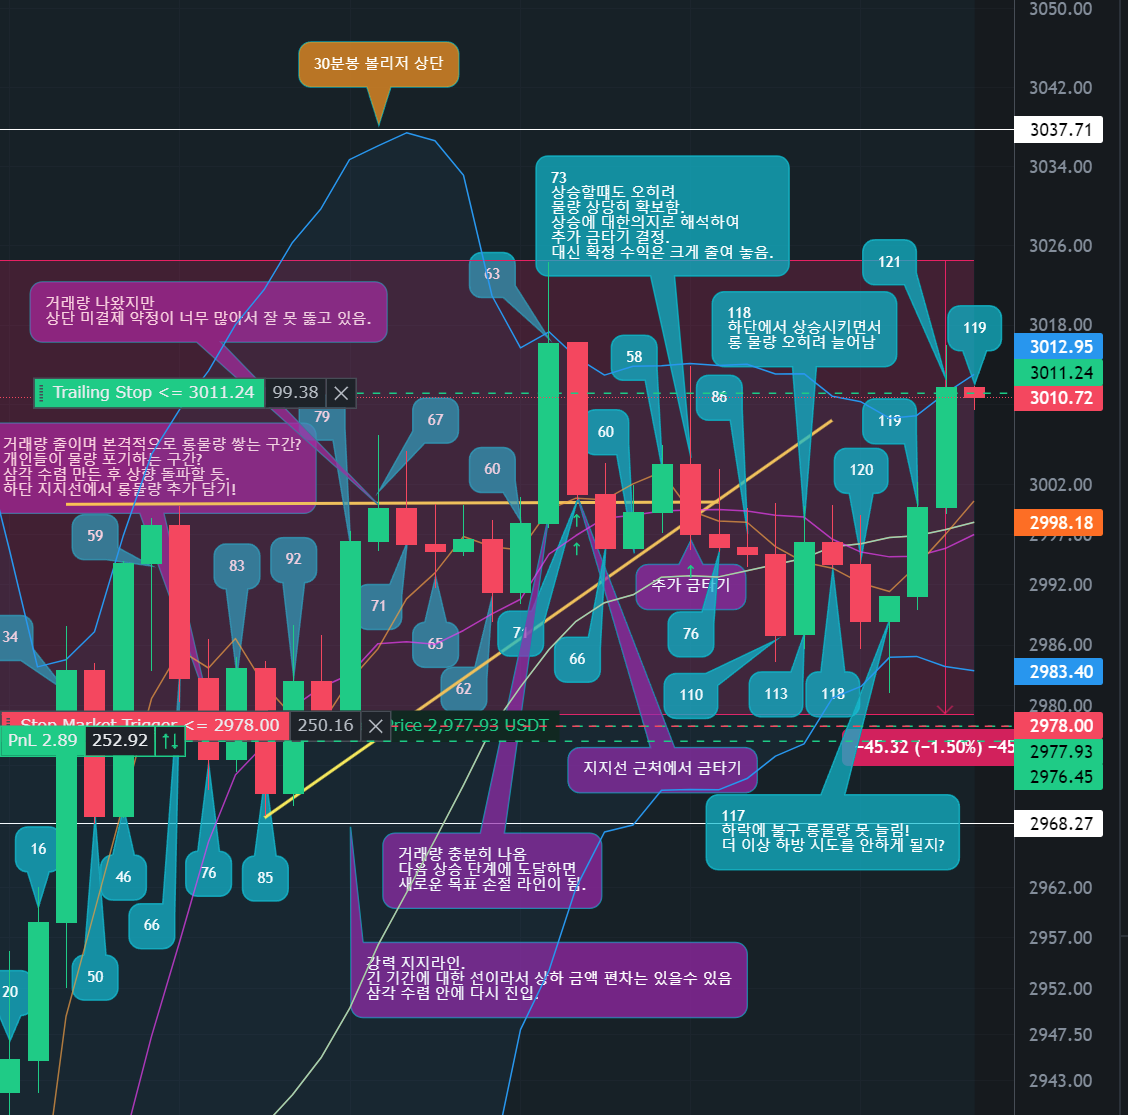 3050.00
30분봉 볼리저 상단
3042.00
3037.71
3034.00
73
상승할때도 오히려
물량 상당히 확보함.
상승에 대한의지로 해석하여
추가 금타기 결정.
대신 확정 수익은 크게 줄여 놓음.
3026.00
63
121
거래량 나왔지만
상단 미결제 약정이 너무 많아서 잘 못 뚫고 있음.
118
하단에서 상승시키면서
롱 물량 오히려 늘어남
119
3018.00
3012.95
58
3011.24
Trailing Stop <= 3011.24
99.38
3010.72
86
79
67
119
60
거래량 줄이며 본격적으로 롱물량 쌓는 구간?
개인들이 물량 포기하는 구간?
삼각 수렴 만든 후 상향 돌파할 듯,
하단 지지선에서 롱물량 추가 담기!
60
120
3002.00
2998.18
59
83
92
추가 금타기
2992.00
71
34
65
66
76
2986.00
2983.40
62
110
113
118
2980.00
Stop Market Trigger <= 2978.00
250.16
Price 2,977.93 USDT
2978.00
PnL 2.89
252.92
−45.32 (−1.50%) −45
2977.93
2976.45
지지선 근처에서 금타기
117
하락에 불구 롱물량 못 늘림!
더 이상 하방 시도를 안하게 될지?
2968.27
16
46
76
85
거래량 충분히 나옴
다음 상승 단계에 도달하면
새로운 목표 손절 라인이 됨.
2962.00
66
2957.00
50
강력 지지라인.
긴 기간에 대한 선이라서 상하 금액 편차는 있을수 있음
삼각 수렴 안에 다시 진입.
20
2952.00
2947.50
2943.00